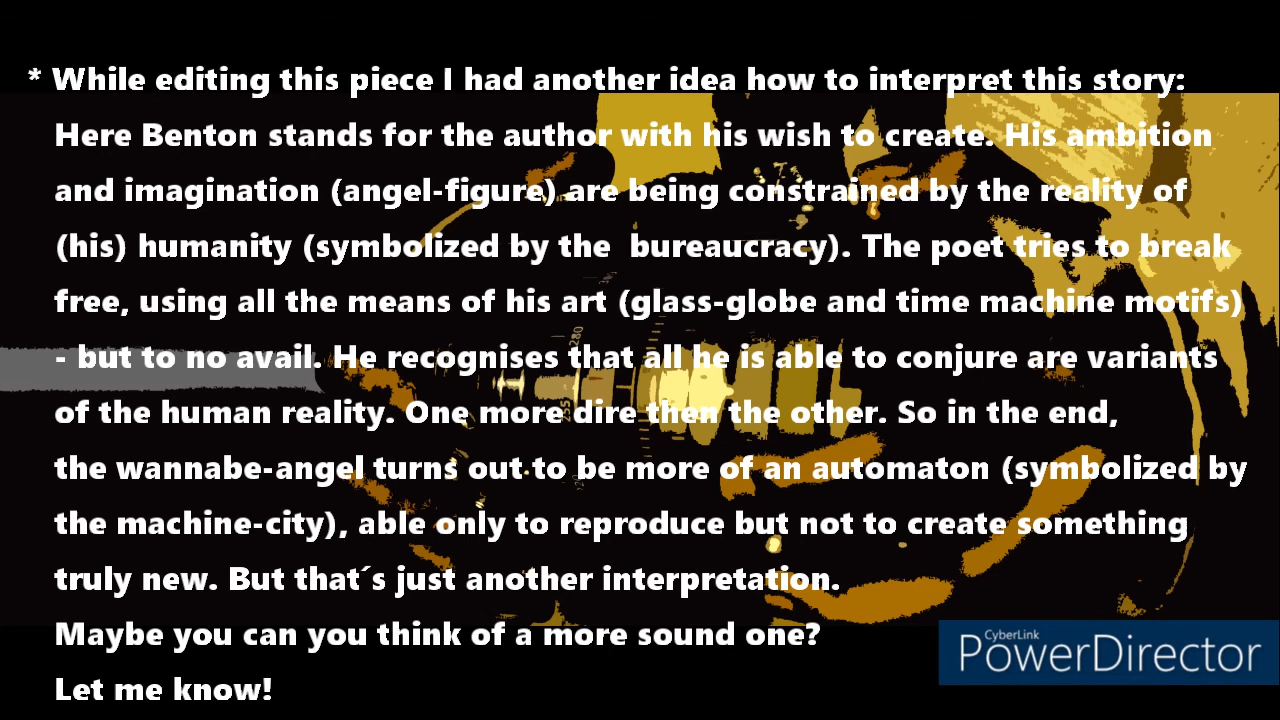 * While editing this piece I had another idea how to interpret this story:
Here Benton stands for the author with his wish to create. His ambition
and imagination (angel-figure) are being constrained by the reality of
(his) humanity (symbolized by the  bureaucracy). The poet tries to break
free, using all the means of his art (glass-globe and time machine motifs)
- but to no avail. He recognises that all he is able to conjure are variants
of the human reality. One more dire then the other. So in the end,
the wannabe-angel turns out to be more of an automaton (symbolized by
the machine-city), able only to reproduce but not to create something
truly new. But that´s just another interpretation.
Maybe you can you think of a more sound one?
Let me know!
CyberLink
PowerDirector
280